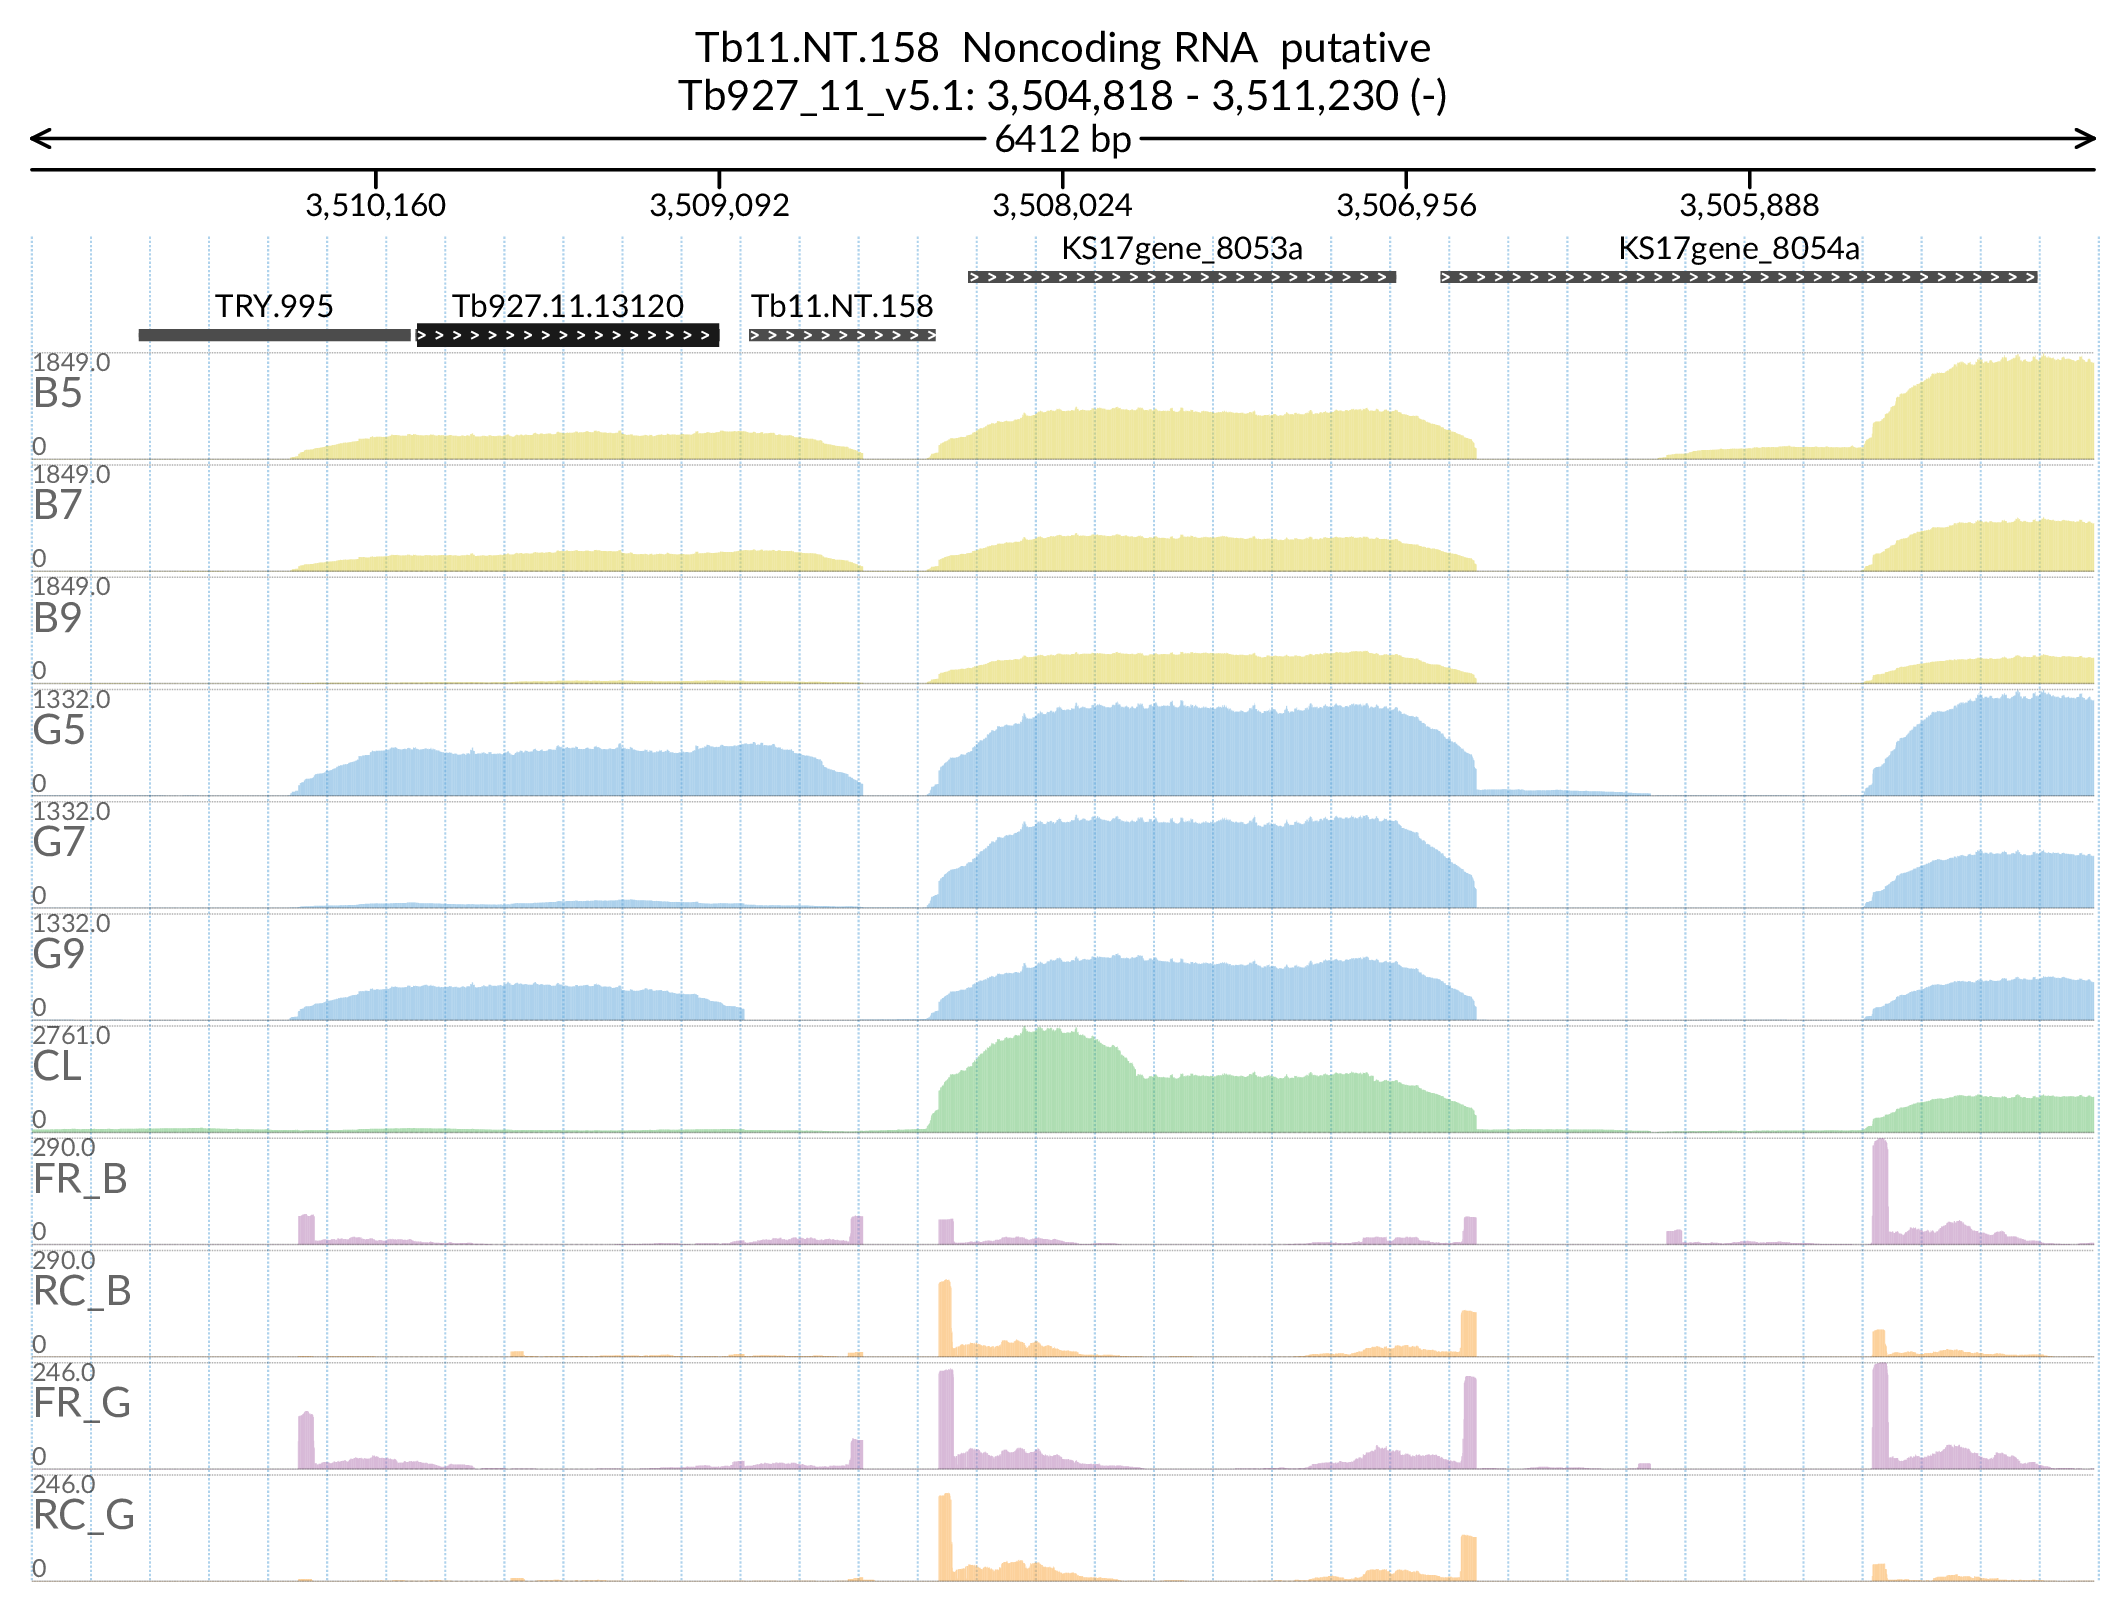 Tb11.NT.158 Noncoding RNA putative
Tb927_11_v5.1: 3,504,818 - 3,511,230 (-)
6412 bp
3,510,160 3,509,092 3,508,024 3,506,956 3,505,888
KS17gene_8053a KS17gene_8054a
TRY.995 Tb927.11.13120 Tb11.NT.158
1849.0
B5
0
1849.0
B7
0
1849.0
B9
0
1332.0
G5
0
1332.0
G7
0
1332.0
G9
0
2761.0
CL
0
290.0
FR_B
0
290.0
RC_B
0
246.0
FR_G
0
246.0
RC_G
0